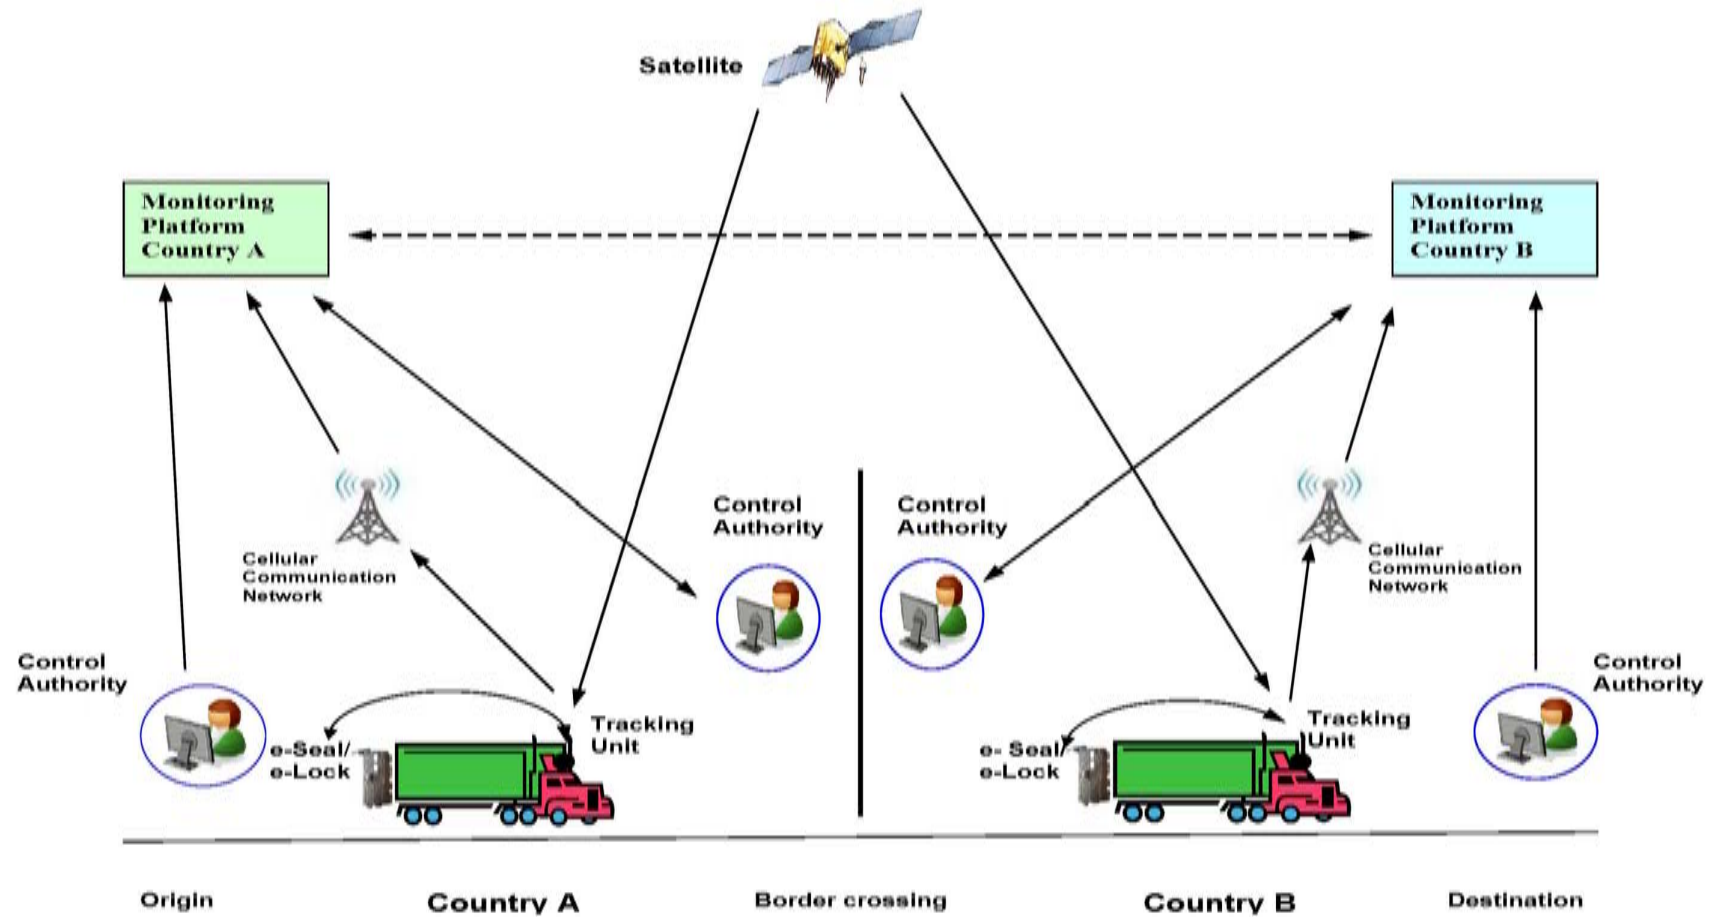 Satellite
Monitoring
Platform
Country A
Monitoring
Platform
Country B
Control
Authority
Control
Authority
Cellular
Communication
Network
Cellular
Communication
Network
Control
Authority
Control
Authority
e-Seal/
e-Lock
Tracking
Unit
e- Seal/
e-Lock
Tracking
Unit
Origin
Country A
Border crossing
Country B
Destination